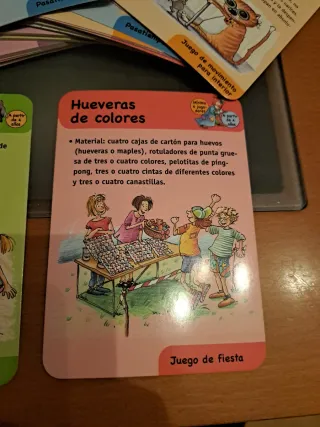 Juego de movimiento
para interior
Hueveras
de colores
• Material: cuatro cajas de cartón para huevos
(hueveras o maples), rotuladores de punta grue-
sa de tres o cuatro colores, pelotitas de ping-
pong, tres o cuatro cintas de diferentes colores
y tres o cuatro canastillas.
Juego de fiesta